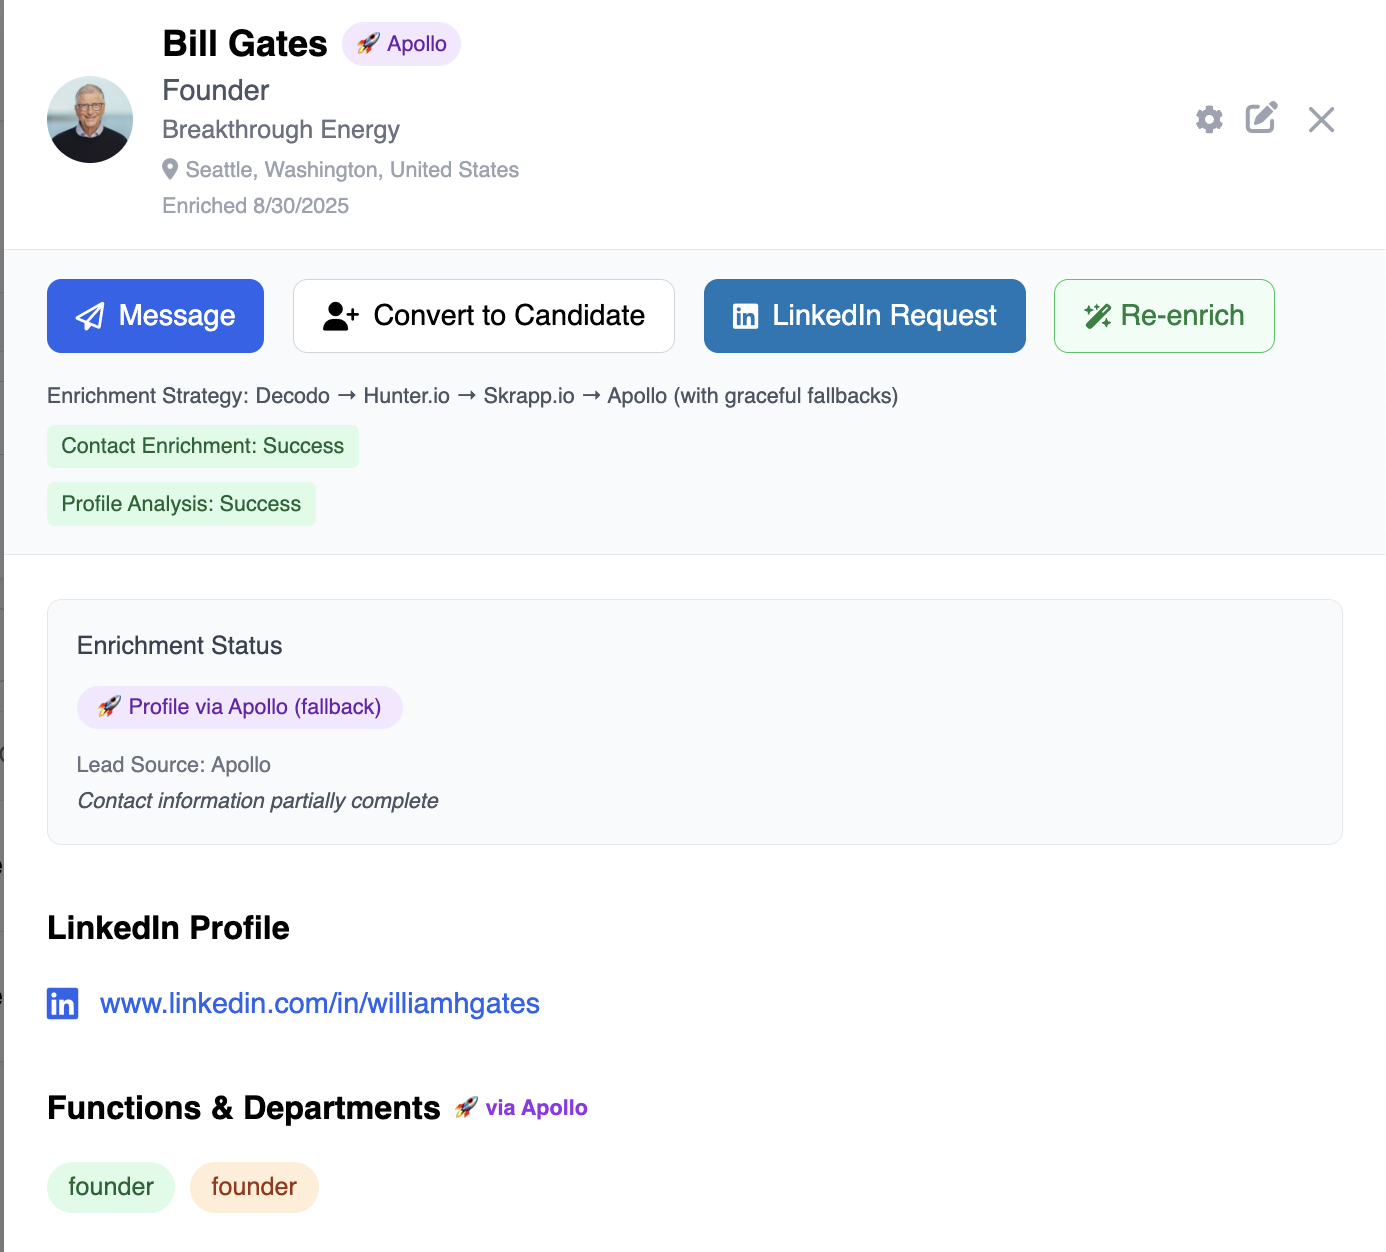 Bill Gates 🚀 Apollo
Founder
Breakthrough Energy
Seattle, Washington, United States
Enriched 8/30/2025
Message
Convert to Candidate
LinkedIn Request
Re-enrich
Enrichment Strategy: Decodo → Hunter.io → Skrapp.io → Apollo (with graceful fallbacks)
Contact Enrichment: Success
Profile Analysis: Success
Enrichment Status
🚀 Profile via Apollo (fallback)
Lead Source: Apollo
Contact information partially complete
LinkedIn Profile
in www.linkedin.com/in/williamhgates
Functions & Departments 🚀 via Apollo
founder founder